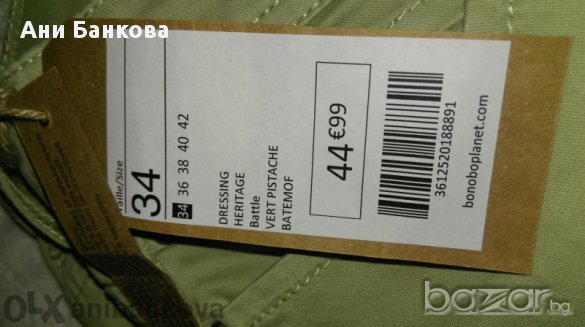 Ани Банкова
Taille/Size
34
34 36 38 40 42
DRESSING
HERITAGE
Battle
VERT PISTACHE
BATEMOF
44€99
3612520188891
bonoboplanet.com
OLX
bazar.bg